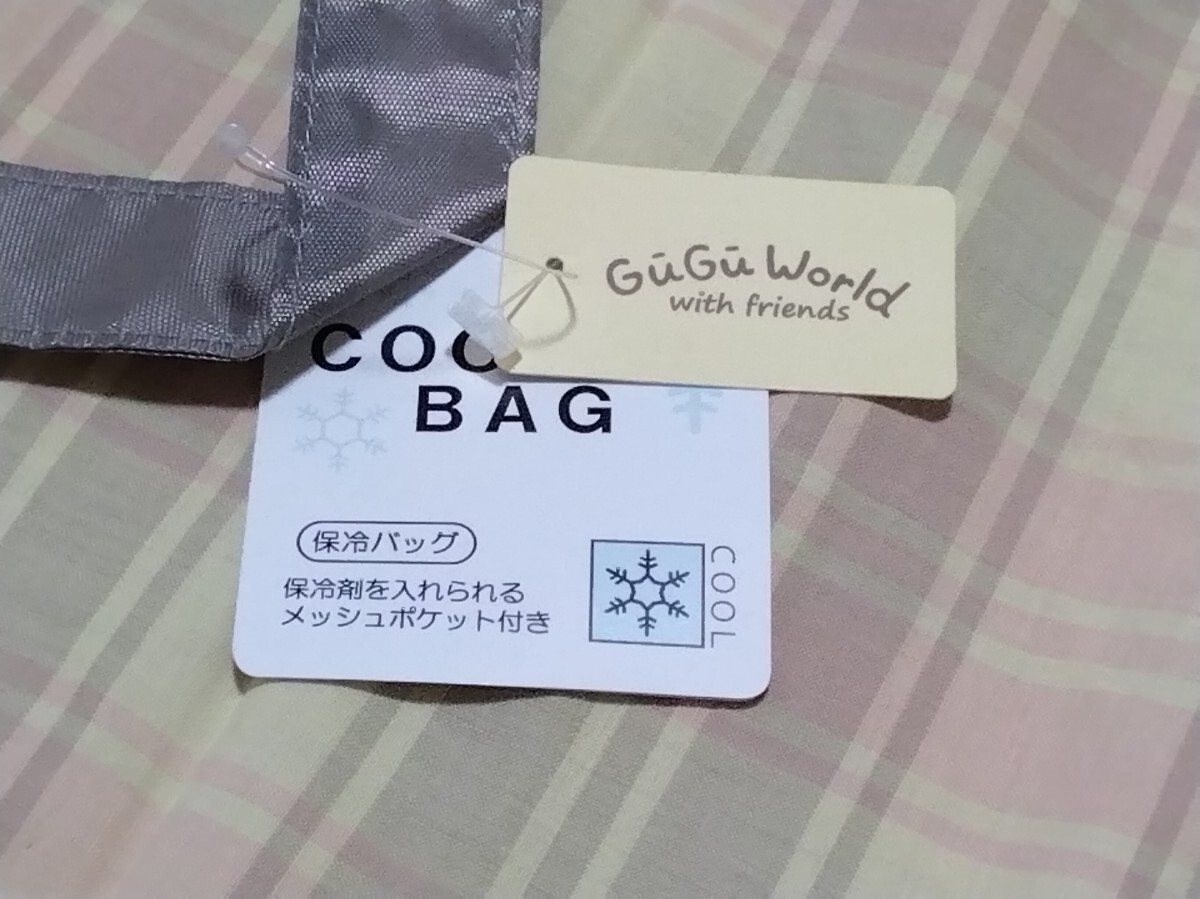 GūGū World
with friends
COO
BAG
保冷バッグ
保冷剤を入れられる
メッシュポケット付き
COOL